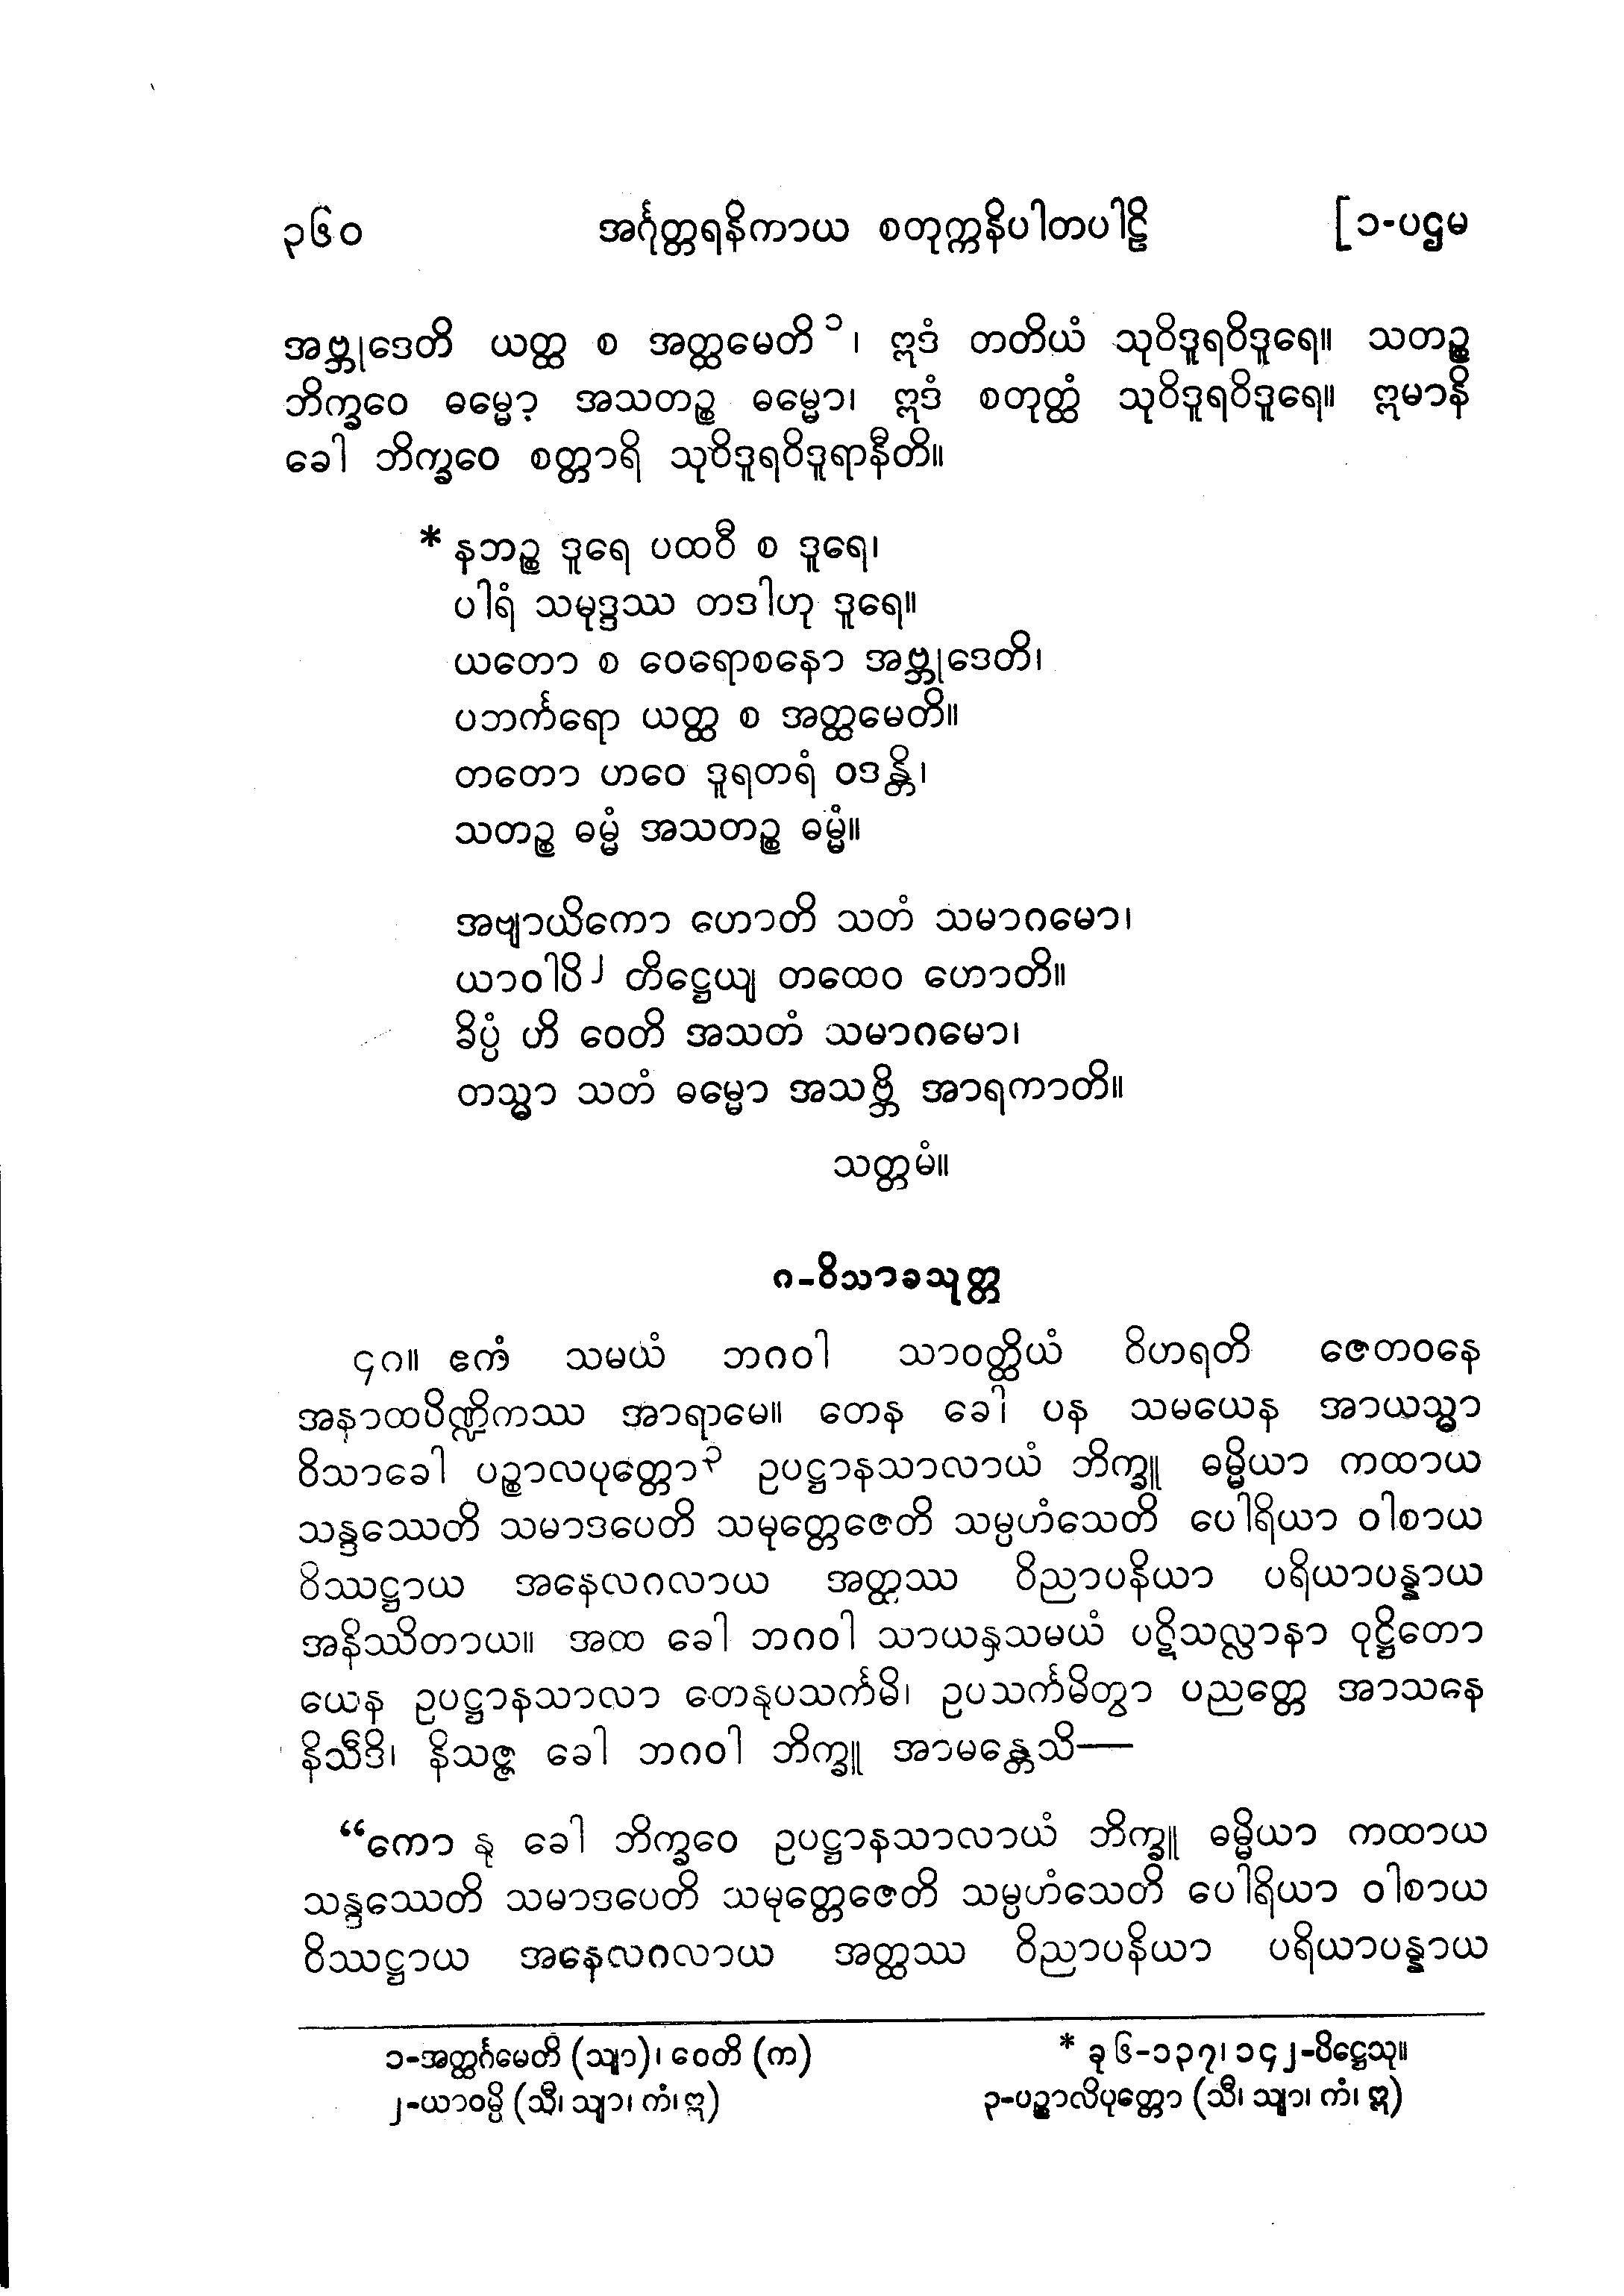 ၃၆၀ အင်္ဂုတ္တရနိကာယ စတုက္ကနိပါတပါဠိ [၁-ပဌမ
အဗ္ဘုဒေတိ ယတ္ထ စ အတ္ထမေတိ၁၊ ဣဒံ တတိယံ သုဝိဒူရဝိဒူရေ။ သတဉ္စ
ဘိက္ခဝေ ဓမ္မော အသတဉ္စ ဓမ္မော၊ ဣဒံ စတုတ္ထံ သုဝိဒူရဝိဒူရေ။ ဣမာနိ
ခေါ ဘိက္ခဝေ စတ္တာရိ သုဝိဒူရဝိဒူရာနီတိ။
* နဘဉ္စ ဒူရေ ပထဝီ စ ဒူရေ၊
ပါရံ သမုဒ္ဒဿ တဒါဟု ဒူရေ။
ယတော စ ဝေရောစနော အဗ္ဘုဒေတိ၊
ပဘင်္ကရော ယတ္ထ စ အတ္ထမေတိ။
တတော ဟဝေ ဒူရတရံ ဝဒန္တိ၊
သတဉ္စ ဓမ္မံ အသတဉ္စ ဓမ္မံ။
အဗျာယိကော ဟောတိ သတံ သမာဂမော၊
ယာဝါပိ၂ တိဋ္ဌေယျ တထေဝ ဟောတိ။
ခိပ္ပံ ဟိ ဝေတိ အသတံ သမာဂမော၊
တသ္မာ သတံ ဓမ္မော အသဗ္ဘိ အာရကာတိ။
သတ္တမံ။
၈-ဝိသာခသုတ္တ
၄၈။ ဧကံ သမယံ ဘဂဝါ သာဝတ္ထိယံ ဝိဟရတိ ဇေတဝနေ
အနာထပိဏ္ဍိကဿ အာရာမေ။ တေန ခေါ ပန သမယေန အာယသ္မာ
ဝိသာခေါ ပဉ္စာလပုတ္တော၃ ဥပဋ္ဌာနသာလာယံ ဘိက္ခူ ဓမ္မိယာ ကထာယ
သန္ဒဿေတိ သမာဒပေတိ သမုတ္တေဇေတိ သမ္ပဟံသေတိ ပေါရိယာ ဝါစာယ
ဝိဿဋ္ဌာယ အနေလဂလာယ အတ္ထဿ ဝိညာပနိယာ ပရိယာပန္နာယ
အနိဿိတာယ။ အထ ခေါ ဘဂဝါ သာယနှသမယံ ပဋိသလ္လာနာ ဝုဋ္ဌိတော
ယေန ဥပဋ္ဌာနသာလာ တေနုပသင်္ကမိ၊ ဥပသင်္ကမိတွာ ပညတ္တေ အာသနေ
နိသီဒိ၊ နိသဇ္ဇ ခေါ ဘဂဝါ ဘိက္ခူ အာမန္တေသိ—
“ကော နု ခေါ ဘိက္ခဝေ ဥပဋ္ဌာနသာလာယံ ဘိက္ခူ ဓမ္မိယာ ကထာယ
သန္ဒဿေတိ သမာဒပေတိ သမုတ္တေဇေတိ သမ္ပဟံသေတိ ပေါရိယာ ဝါစာယ
ဝိဿဋ္ဌာယ အနေလဂလာယ အတ္ထဿ ဝိညာပနိယာ ပရိယာပန္နာယ
၁-အတ္ထင်္ဂမေတိ (သျာ)၊ ဝေတိ (က) * ခု ၆-၁၃၇၊ ၁၄၂-ပိဋ္ဌေသု။
၂-ယာဝမ္ပိ (သီ၊ သျာ၊ ကံ၊ ဣ) ၃-ပဉ္စာလိပုတ္တော (သီ၊ သျာ၊ ကံ၊ ဣ)